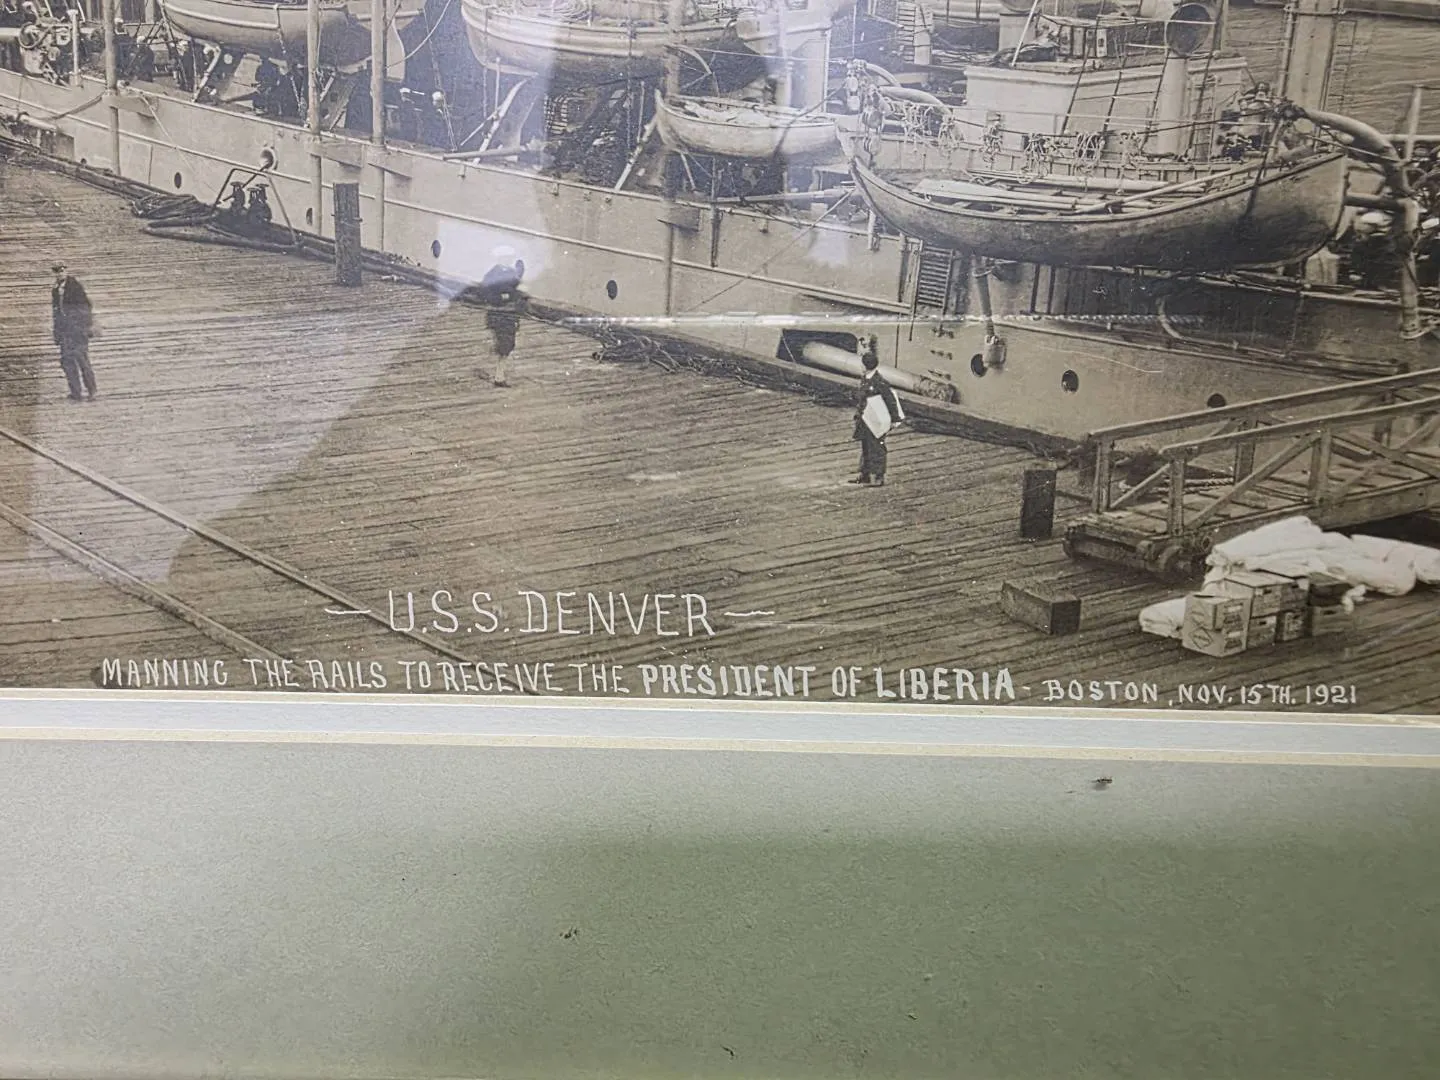 — U.S.S. DENVER —
MANNING THE RAILS TO RECEIVE THE PRESIDENT OF LIBERIA - BOSTON, NOV. 15TH. 1921